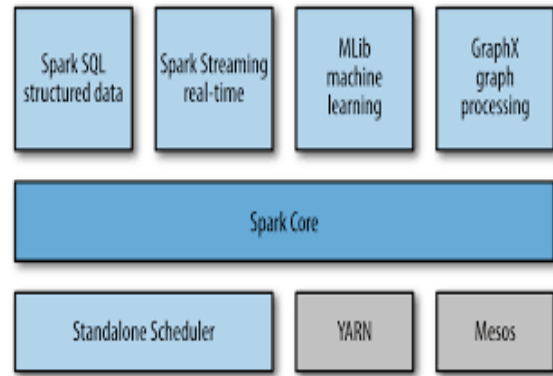 Spark SQL
structured data
Spark Streaming
real-time
MLib
machine
learning
GraphX
graph
processing
Spark Core
Standalone Scheduler
YARN
Mesos